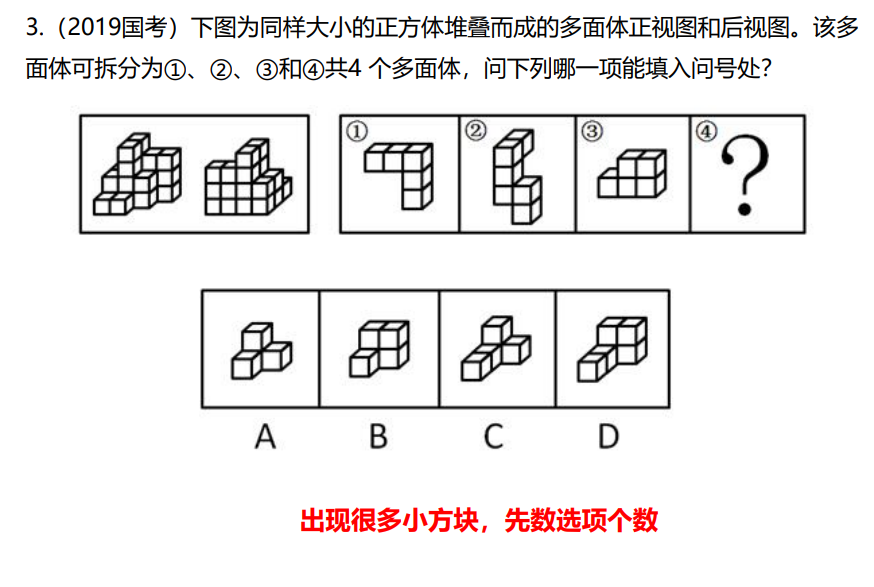 3.（2019国考）下图为同样大小的正方体堆叠而成的多面体正视图和后视图。该多
面体可拆分为①、②、③和④共4 个多面体，问下列哪一项能填入问号处？
① ② ③ ④ ?
A B C D
出现很多小方块，先数选项个数